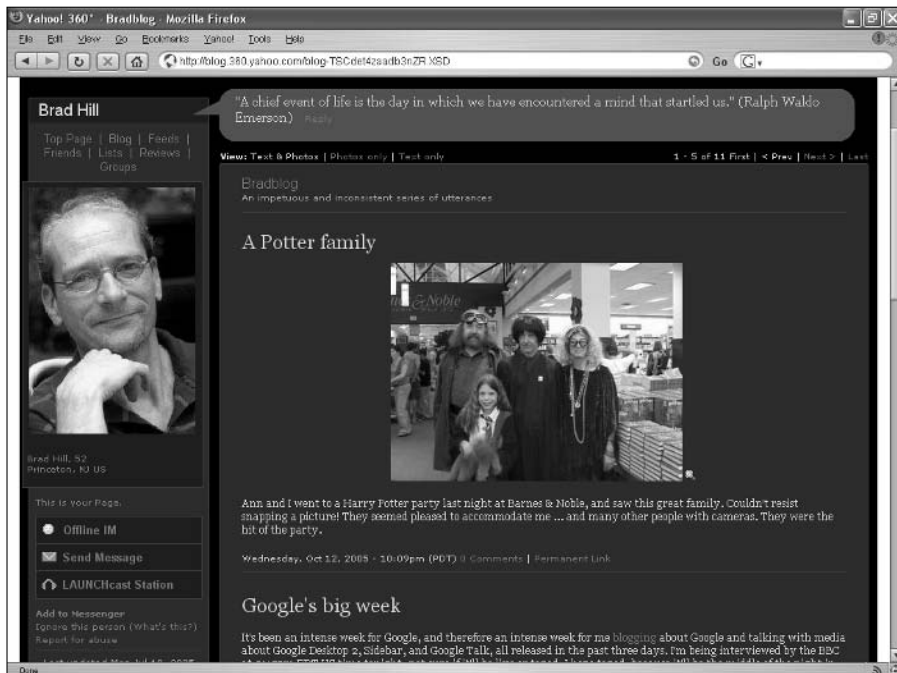 Yahoo! 360° - Bradblog - Mozilla Firefox
File Edit View Go Bookmarks Yahoo! Tools Help
Go
Brad Hill
"A chief event of life is the day in which we have encountered a mind that startled us." (Ralph Waldo
Emerson) Reply
Top Page | Blog | Feeds |
Friends | Lists | Reviews |
Groups
View: Text & Photos | Photos only | Text only
1 - 5 of 11 First | < Prev | Next > | Last
Bradblog
An impetuous and inconsistent series of utterances
A Potter family
& Noble
Brad Hill, 52
Princeton, NJ US
This is your Page.
Offline IM
Send Message
LAUNCHcast Station
Add to Messenger
Ignore this person (What's this?)
Report for abuse
Ann and I went to a Harry Potter party last night at Barnes & Noble, and saw this great family. Couldn't resist
snapping a picture! They seemed pleased to accommodate me ... and many other people with cameras. They were the
hit of the party.
Wednesday, Oct 12, 2005 - 10:09pm (PDT) 0 Comments | Permanent Link
Google's big week
It's been an intense week for Google, and therefore an intense week for me blogging about Google and talking with media
about Google Desktop 2, Sidebar, and Google Talk, all released in the past three days. I'm being interviewed by the BBC
Done